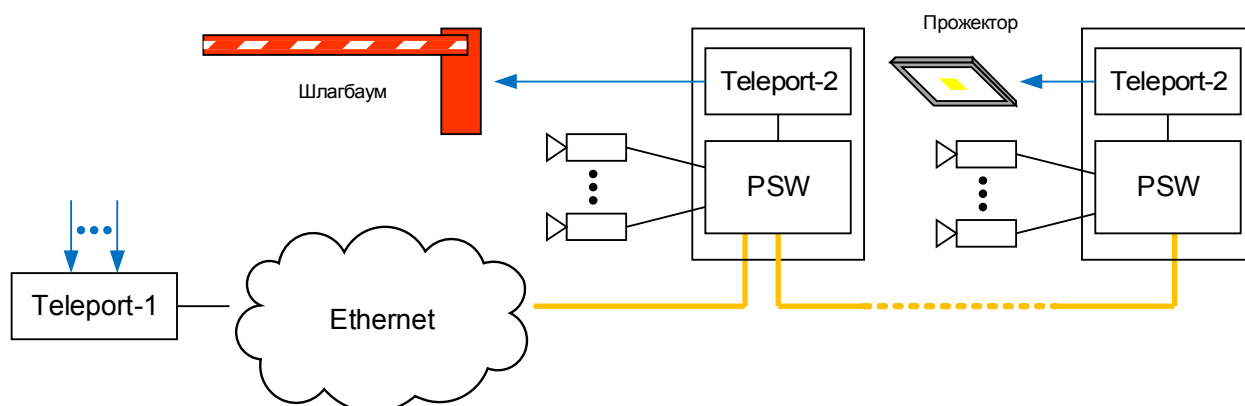 Прожектор
Шлагбаум
Teleport-2
Teleport-2
PSW
PSW
Teleport-1
Ethernet